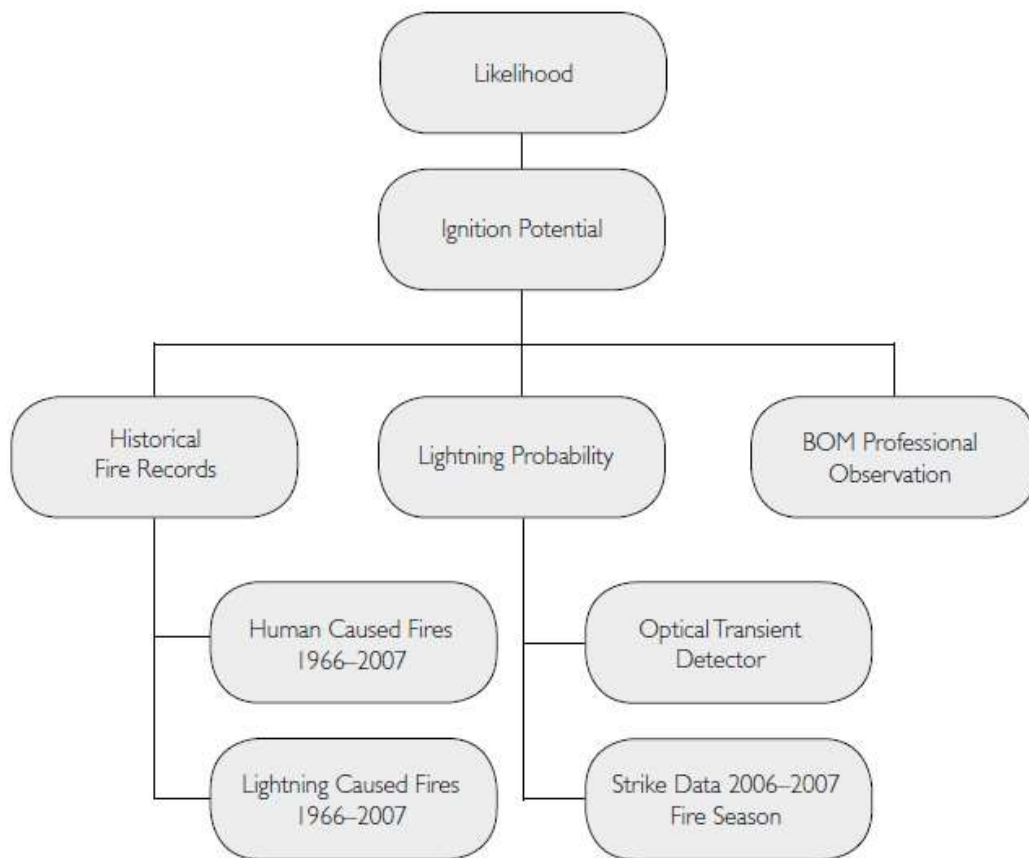 Likelihood
Ignition Potential
Historical
Fire Records
Lightning Probability
BOM Professional
Observation
Human Caused Fires
1966–2007
Optical Transient
Detector
Lightning Caused Fires
1966–2007
Strike Data 2006–2007
Fire Season